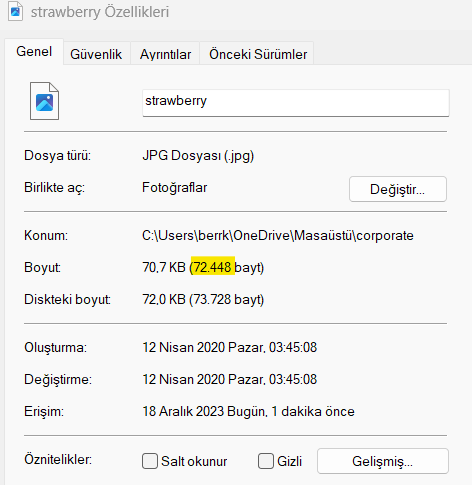 strawberry Özellikleri
Genel Güvenlik Ayrıntılar Önceki Sürümler
strawberry
Dosya türü: JPG Dosyası (.jpg)
Birlikte aç: Fotoğraflar Değiştir...
Konum: C:\Users\berrk\OneDrive\Masaüstü\corporate
Boyut: 70,7 KB (72.448 bayt)
Diskteki boyut: 72,0 KB (73.728 bayt)
Oluşturma: 12 Nisan 2020 Pazar, 03:45:08
Değiştirme: 12 Nisan 2020 Pazar, 03:45:08
Erişim: 18 Aralık 2023 Bugün, 1 dakika önce
Öznitelikler: Salt okunur Gizli Gelişmiş...